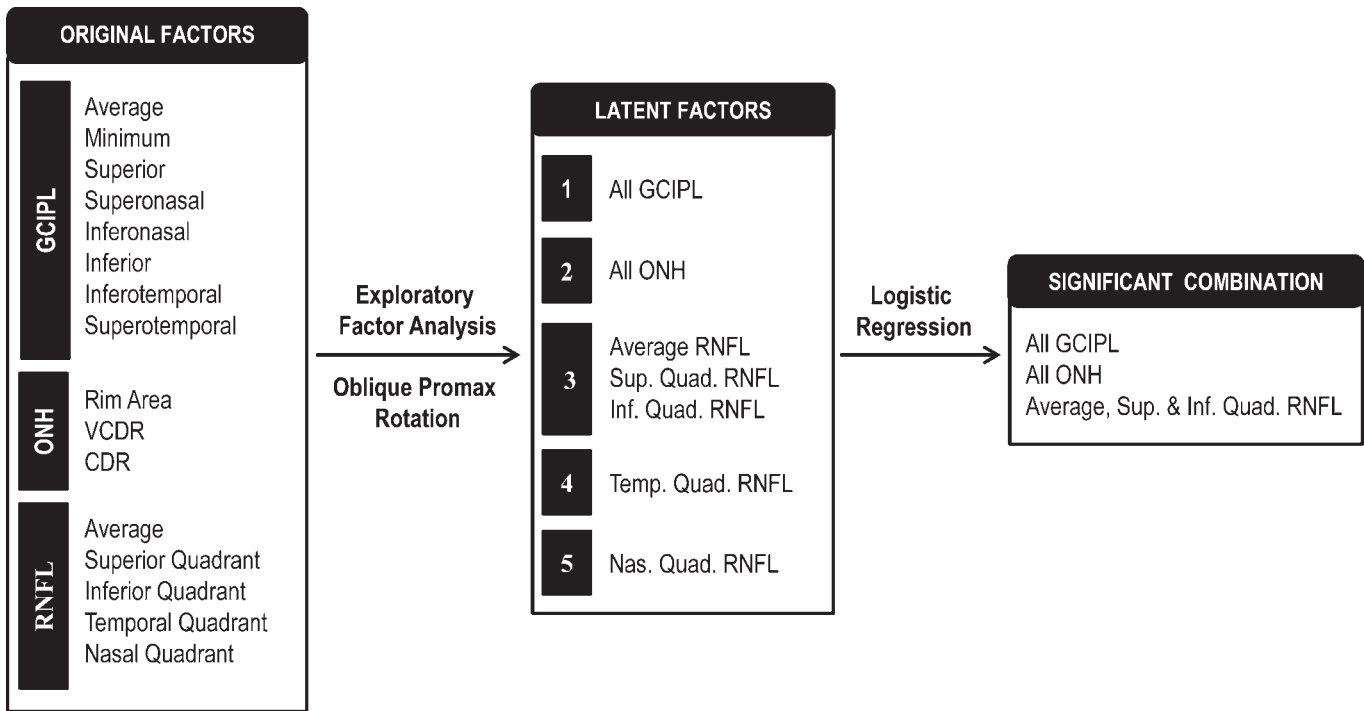 ORIGINAL FACTORS
GCIPL
Average
Minimum
Superior
Superonasal
Inferonasal
Inferior
Inferotemporal
Superotemporal
ONH
Rim Area
VCDR
CDR
RNFL
Average
Superior Quadrant
Inferior Quadrant
Temporal Quadrant
Nasal Quadrant
Exploratory
Factor Analysis
Oblique Promax
Rotation
LATENT FACTORS
1
All GCIPL
2
All ONH
3
Average RNFL
Sup. Quad. RNFL
Inf. Quad. RNFL
4
Temp. Quad. RNFL
5
Nas. Quad. RNFL
Logistic
Regression
SIGNIFICANT COMBINATION
All GCIPL
All ONH
Average, Sup. & Inf. Quad. RNFL